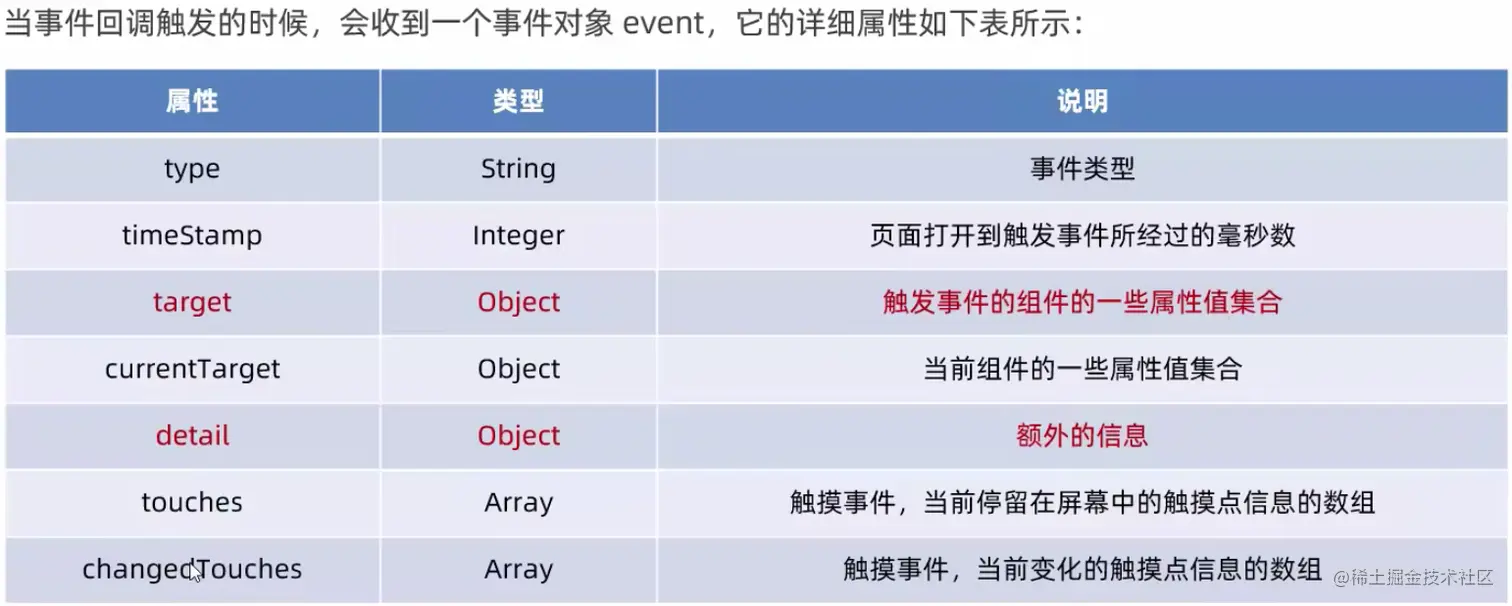 当事件回调触发的时候，会收到一个事件对象 event，它的详细属性如下表所示：
属性 类型 说明
type String 事件类型
timeStamp Integer 页面打开到触发事件所经过的毫秒数
target Object 触发事件的组件的一些属性值集合
currentTarget Object 当前组件的一些属性值集合
detail Object 额外的信息
touches Array 触摸事件，当前停留在屏幕中的触摸点信息的数组
changedTouches Array 触摸事件，当前变化的触摸点信息的数组
@稀土掘金技术社区